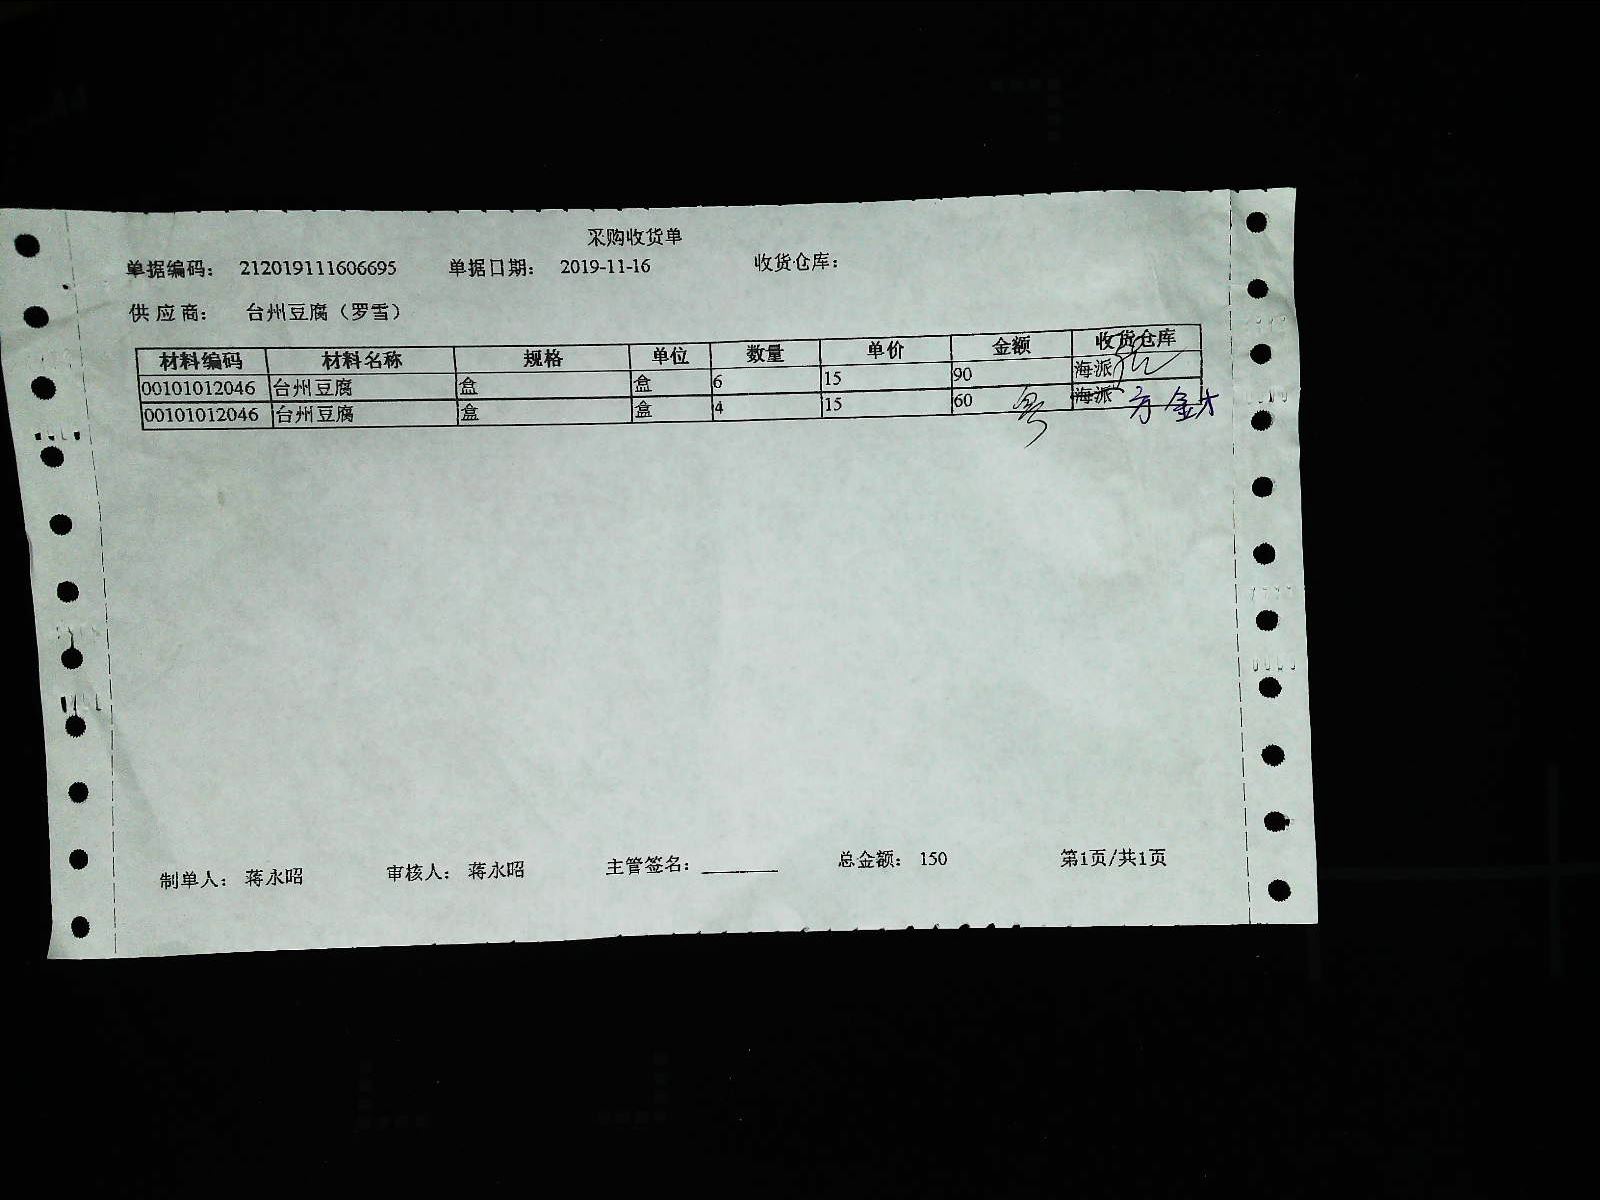 采购收货单
单据编码： 212019111606695 单据日期： 2019-11-16 收货仓库：
供 应 商： 台州豆腐（罗雪）
材料编码 材料名称 规格 单位 数量 单价 金额 收货仓库
00101012046 台州豆腐 盒 盒 6 15 90 海派
00101012046 台州豆腐 盒 盒 4 15 60 海派
制单人： 蒋永昭 审核人： 蒋永昭 主管签名： 总金额： 150 第1页/共1页